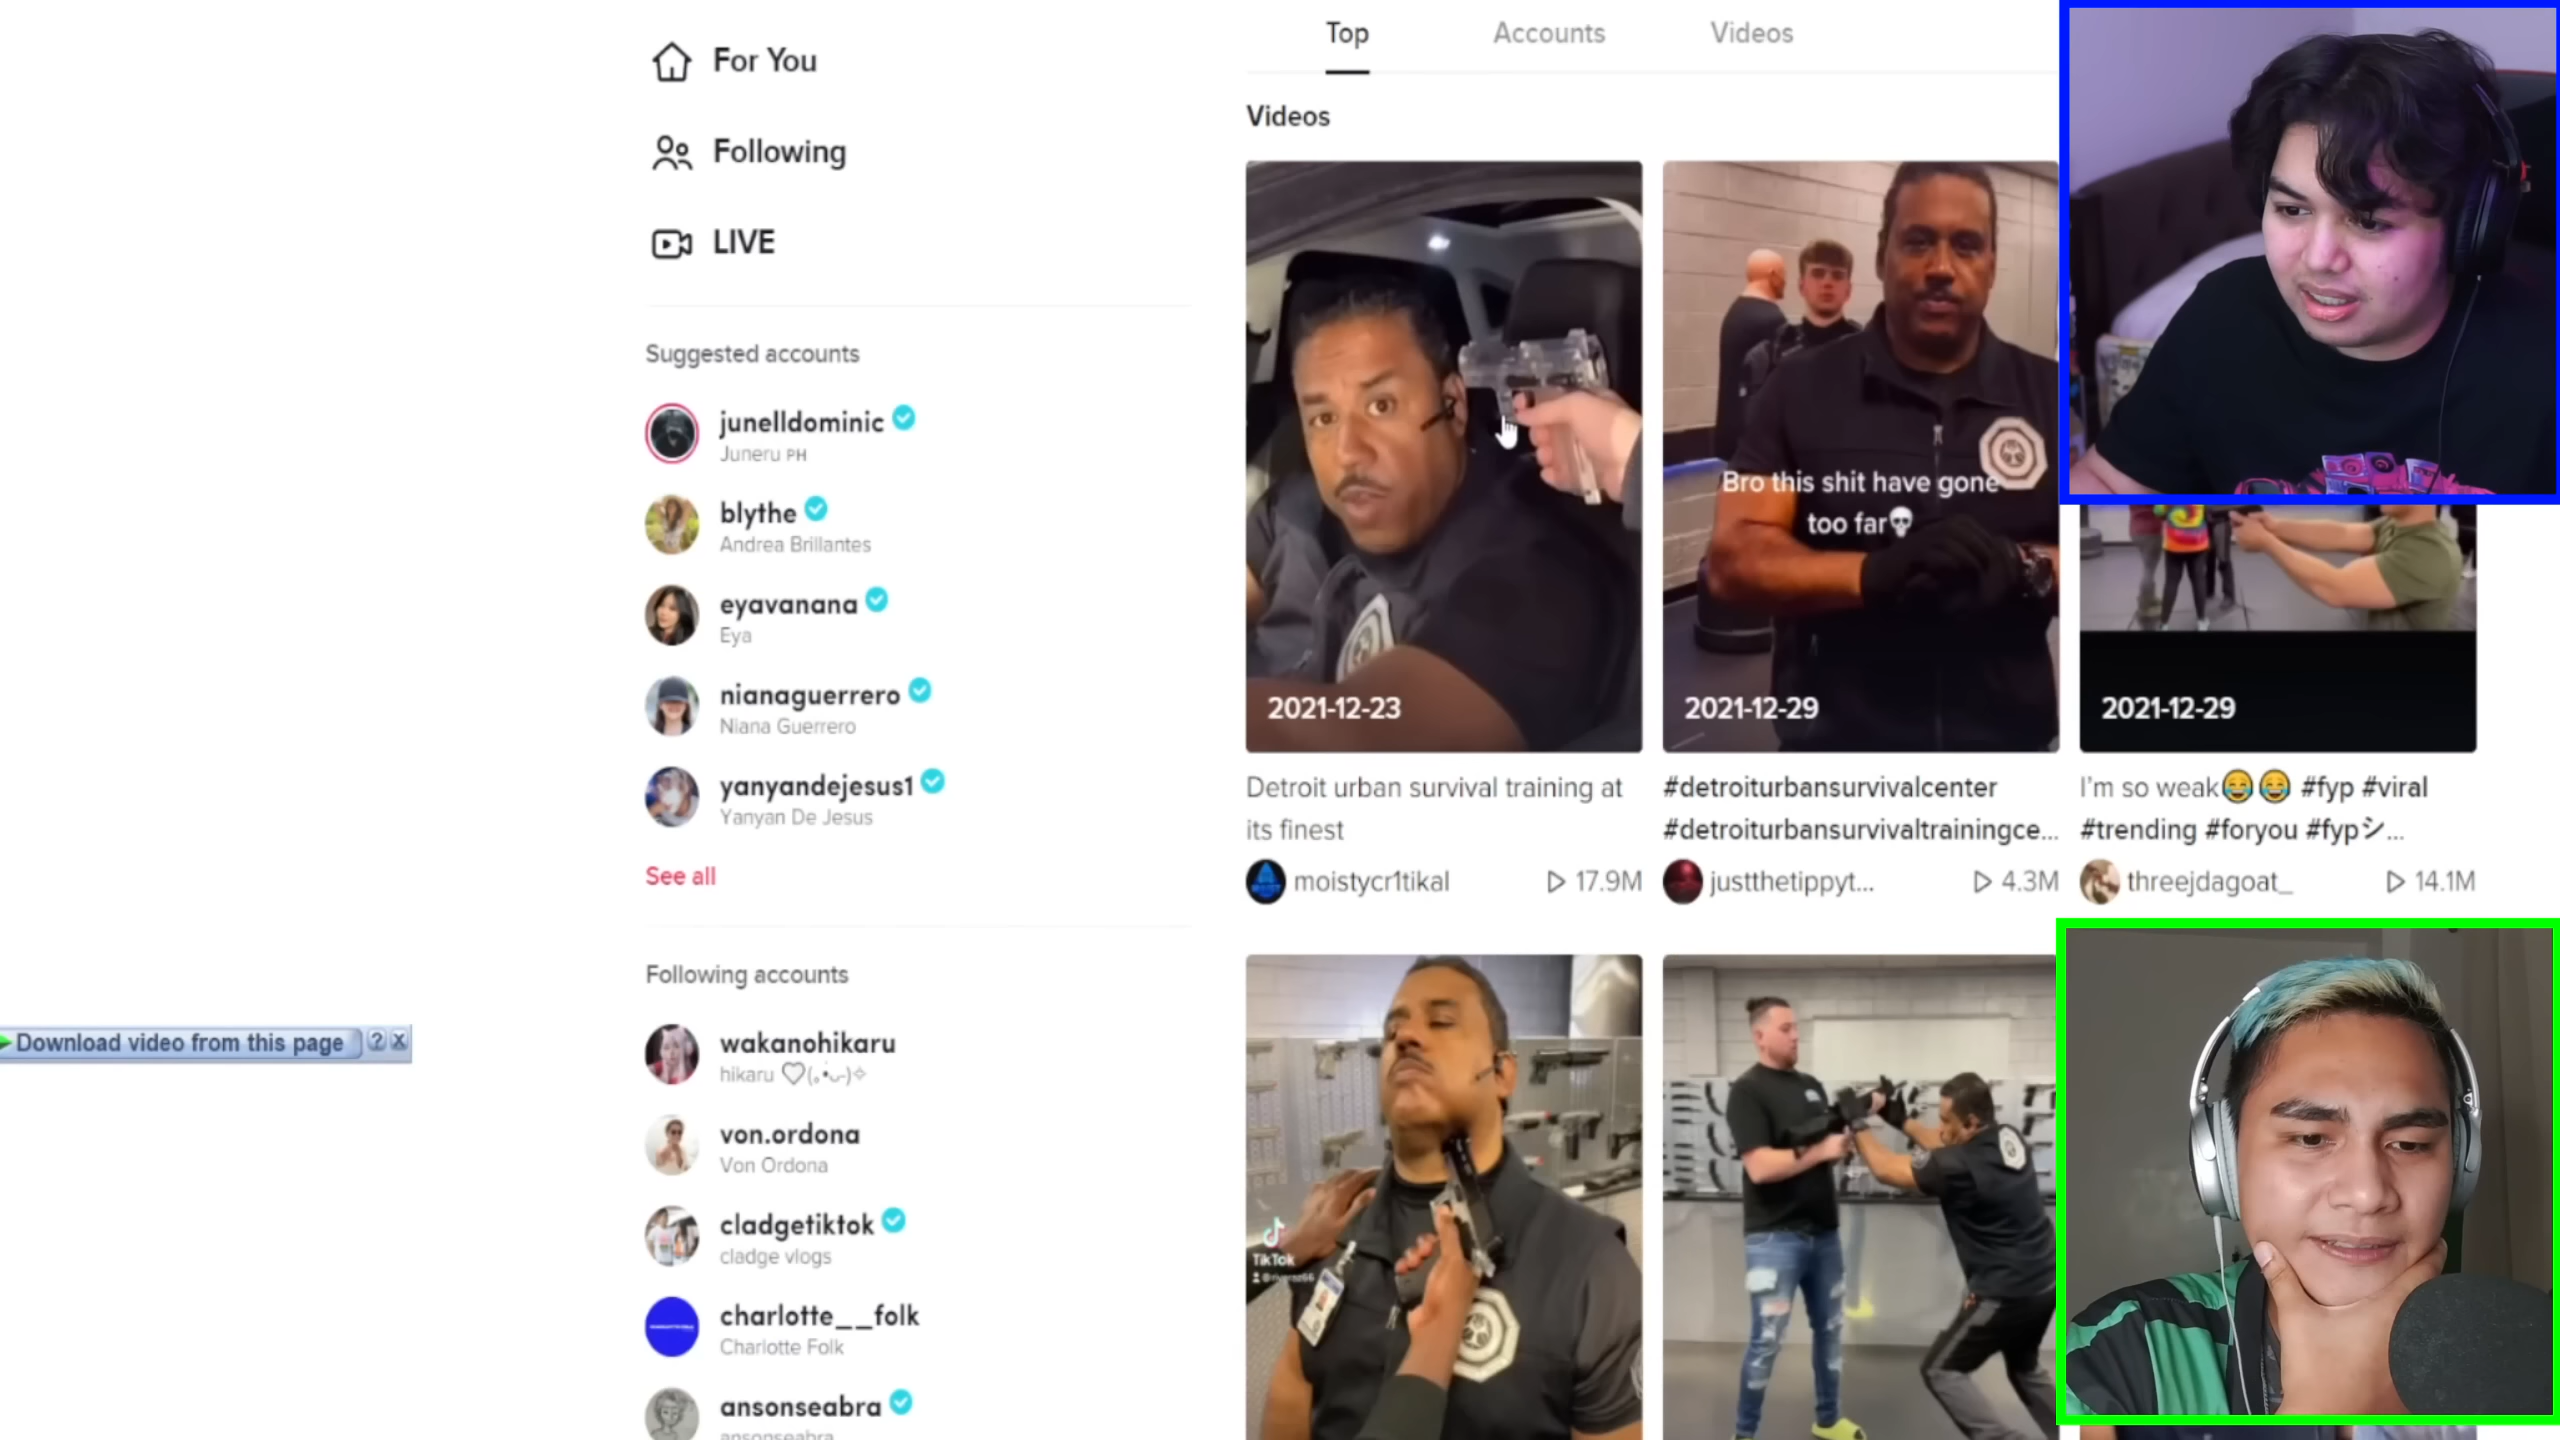 For You
Following
LIVE
Suggested accounts
junelldominic
Juneru PH
blythe
Andrea Brillantes
eyavanana
Eya
nianaguerrero
Niana Guerrero
yanyandejesus1
Yanyan De Jesus
See all
Following accounts
wakanohikaru
hikaru
von.ordona
Von Ordona
cladgetiktok
cladge vlogs
charlotte__folk
Charlotte Folk
ansonseabra
ansonseabra
Download video from this page ? X
Top Accounts Videos
Videos
Bro this shit have gone
too far💀
2021-12-23
2021-12-29
2021-12-29
Detroit urban survival training at
its finest
moistycr1tikal 17.9M
#detroiturbansurvivalcenter
#detroiturbansurvivaltrainingce...
justthetippyt... 4.3M
I'm so weak😂😂 #fyp #viral
#trending #foryou #fypシ...
threejdagoat_ 14.1M
TikTok